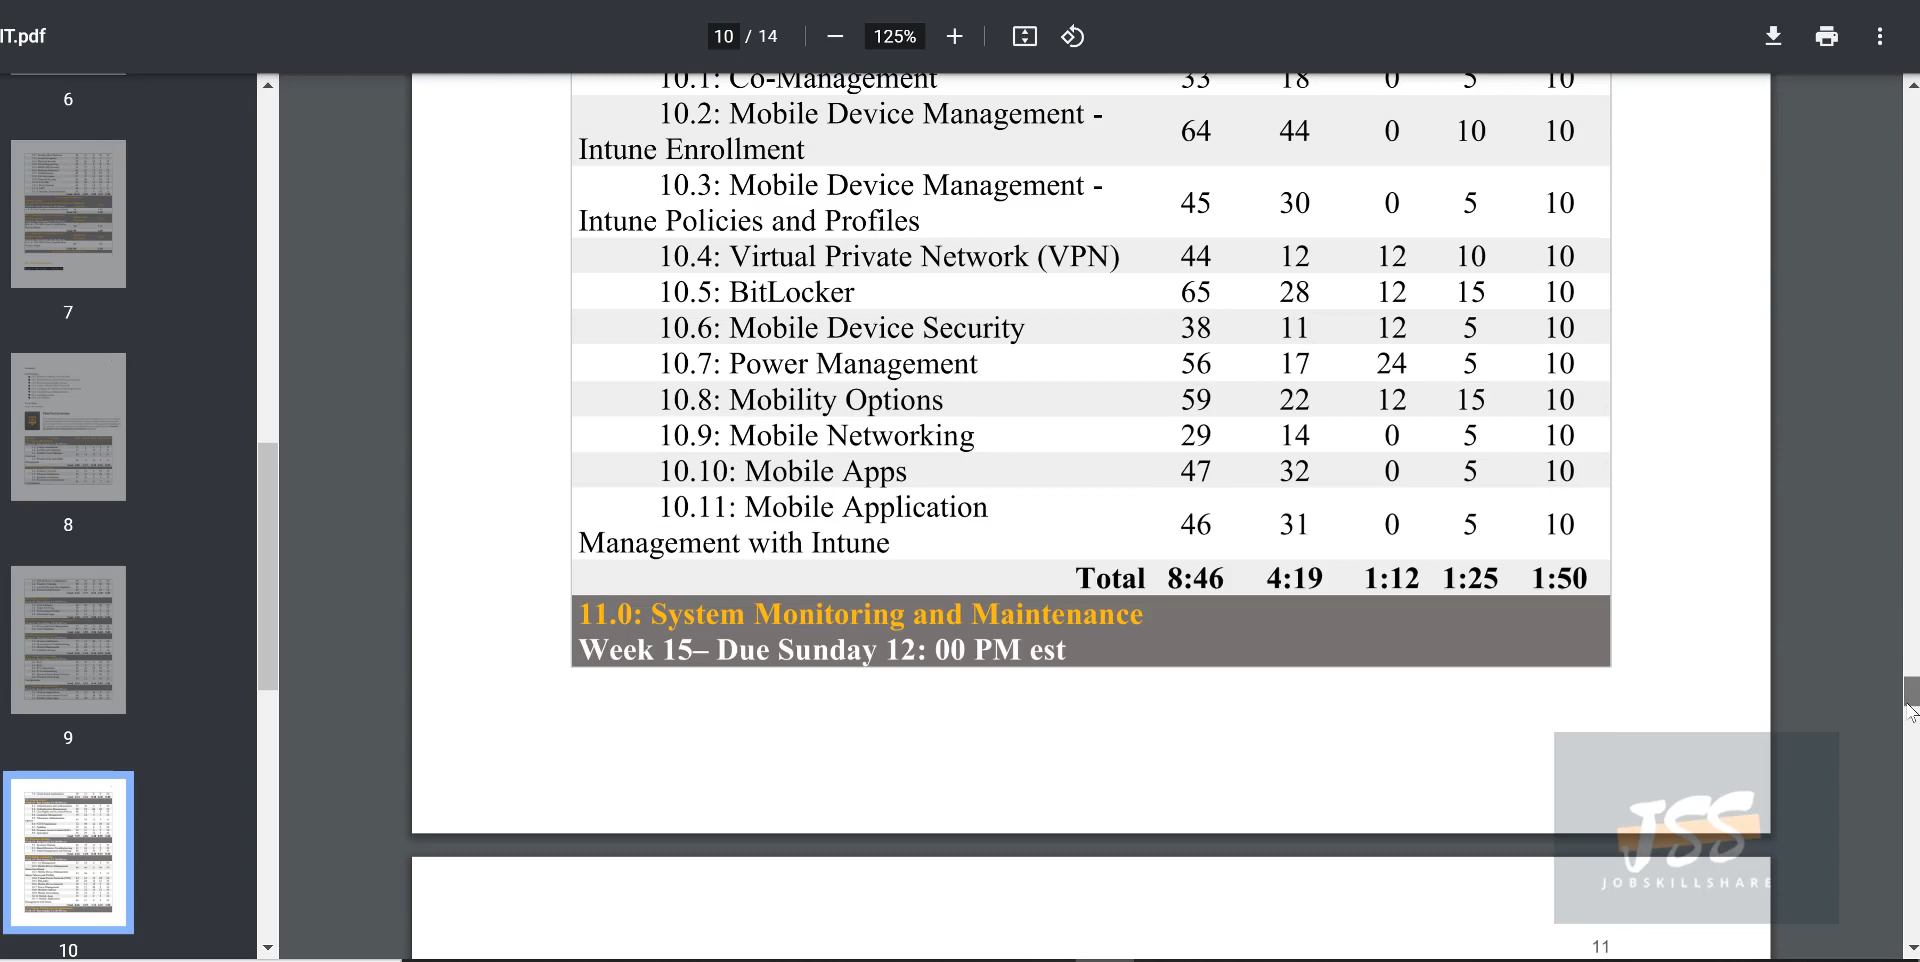 IT.pdf
10 / 14
125%
6
7
8
9
10
10.1: Co-Management 33 18 0 5 10
10.2: Mobile Device Management -
Intune Enrollment 64 44 0 10 10
10.3: Mobile Device Management -
Intune Policies and Profiles 45 30 0 5 10
10.4: Virtual Private Network (VPN) 44 12 12 10 10
10.5: BitLocker 65 28 12 15 10
10.6: Mobile Device Security 38 11 12 5 10
10.7: Power Management 56 17 24 5 10
10.8: Mobility Options 59 22 12 15 10
10.9: Mobile Networking 29 14 0 5 10
10.10: Mobile Apps 47 32 0 5 10
10.11: Mobile Application
Management with Intune 46 31 0 5 10
Total 8:46 4:19 1:12 1:25 1:50
11.0: System Monitoring and Maintenance
Week 15– Due Sunday 12: 00 PM est
JSS
JOBSKILLSHARE
11